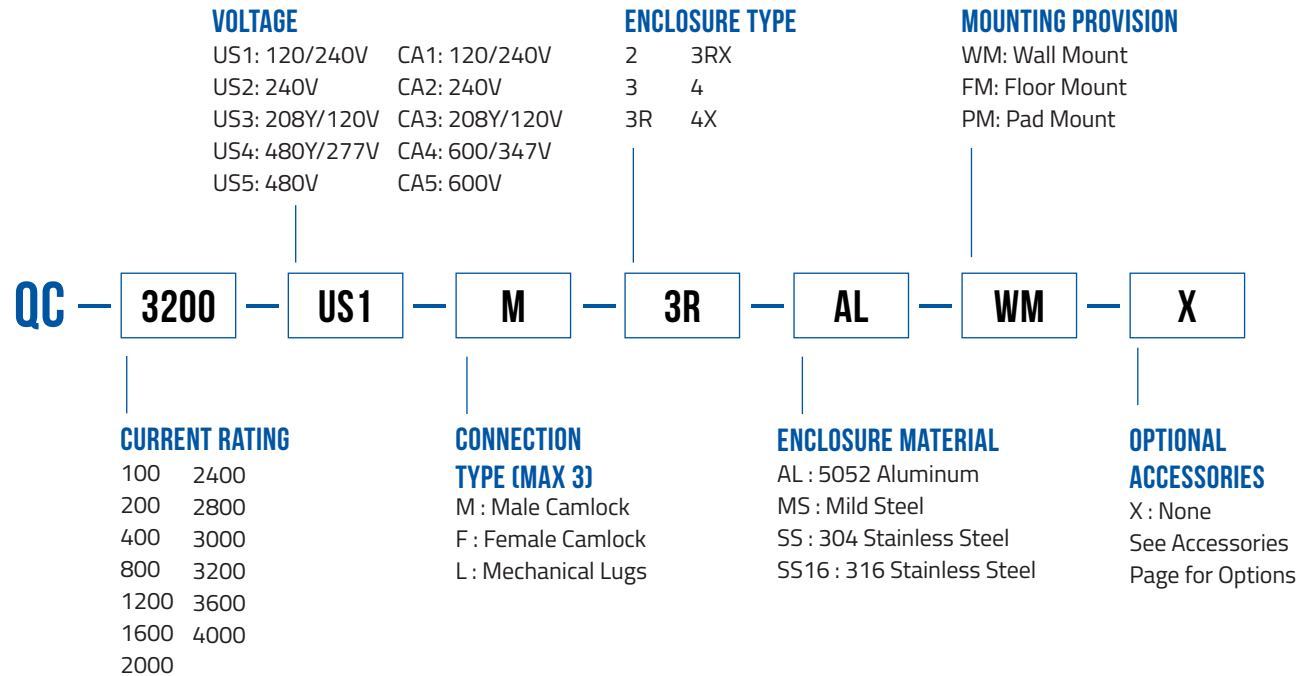 VOLTAGE
US1: 120/240V CA1: 120/240V
US2: 240V CA2: 240V
US3: 208Y/120V CA3: 208Y/120V
US4: 480Y/277V CA4: 600/347V
US5: 480V CA5: 600V
ENCLOSURE TYPE
2 3RX
3 4
3R 4X
MOUNTING PROVISION
WM: Wall Mount
FM: Floor Mount
PM: Pad Mount
QC — 3200 — US1 — M — 3R — AL — WM — X
CURRENT RATING
100 2400
200 2800
400 3000
800 3200
1200 3600
1600 4000
2000
CONNECTION
TYPE (MAX 3)
M : Male Camlock
F : Female Camlock
L : Mechanical Lugs
ENCLOSURE MATERIAL
AL : 5052 Aluminum
MS : Mild Steel
SS : 304 Stainless Steel
SS16 : 316 Stainless Steel
OPTIONAL
ACCESSORIES
X : None
See Accessories
Page for Options